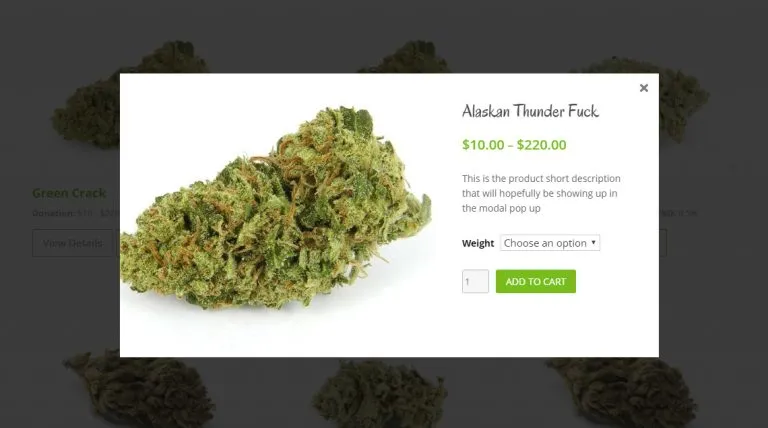 ×
Alaskan Thunder Fuck
$10.00 – $220.00
This is the product short description
that will hopefully be showing up in
the modal pop up
Weight Choose an option
1 ADD TO CART
Green Crack
Donation:
View Details